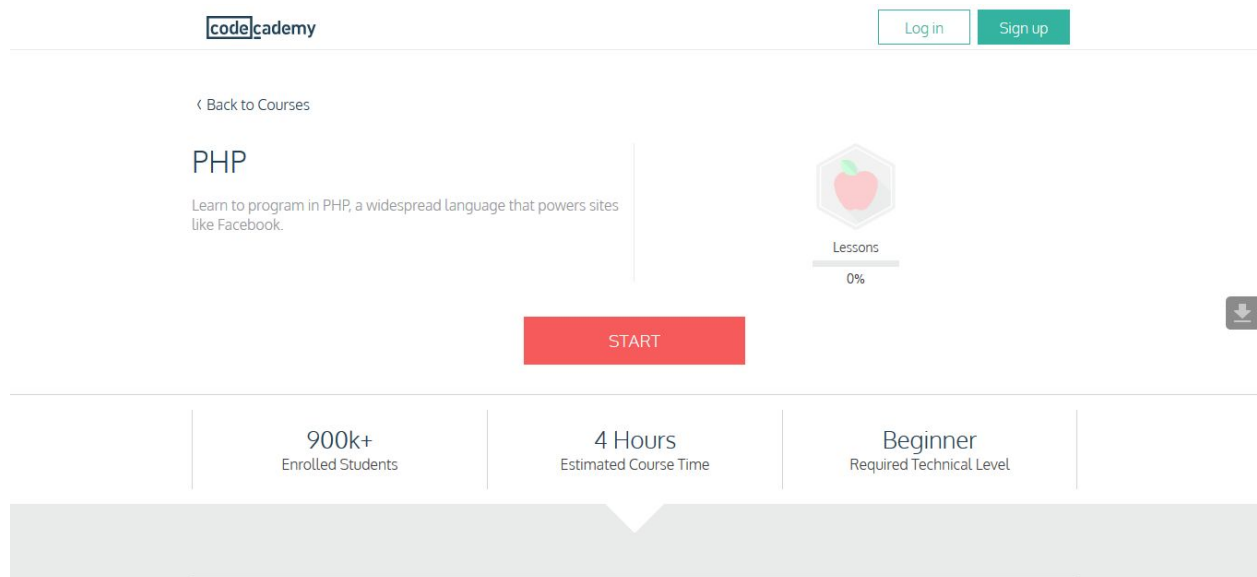 codecademy
Log in
Sign up
‹ Back to Courses
PHP
Learn to program in PHP, a widespread language that powers sites
like Facebook.
Lessons
0%
START
900k+
Enrolled Students
4 Hours
Estimated Course Time
Beginner
Required Technical Level